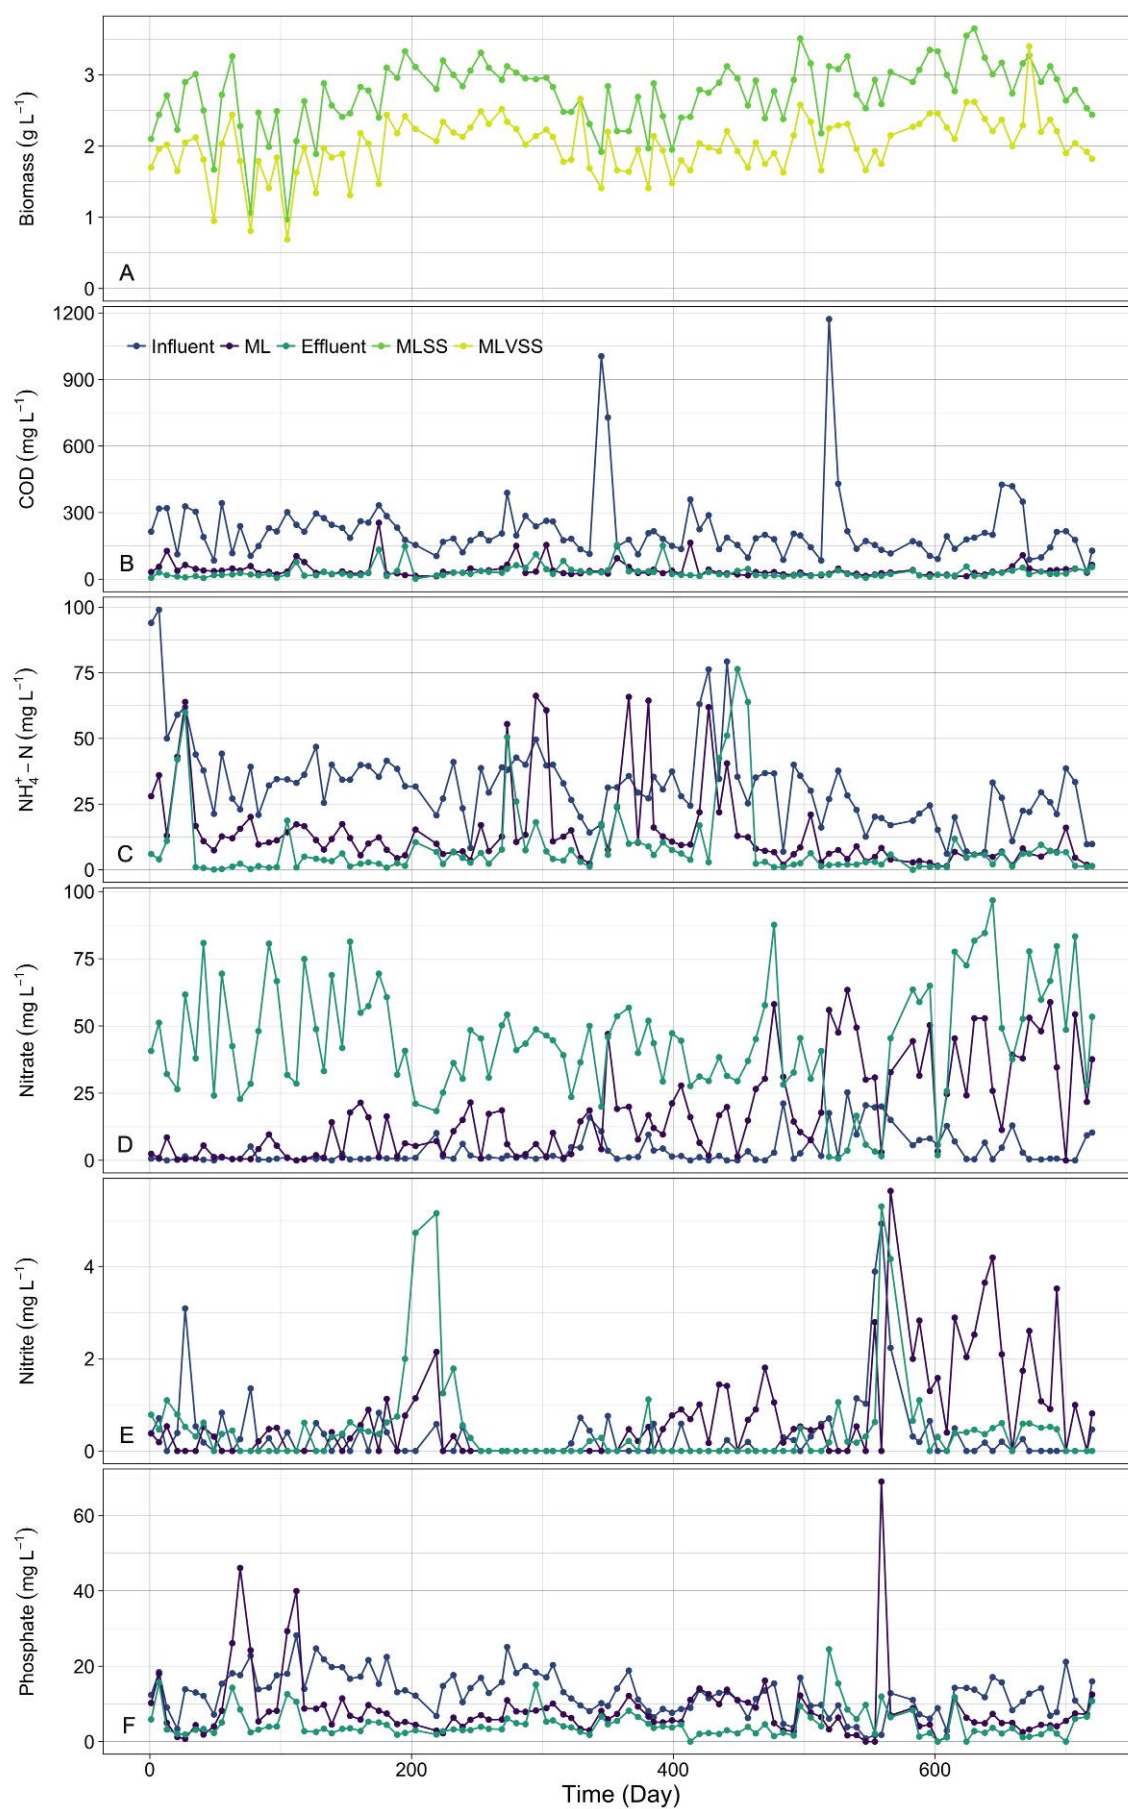 Biomass (g L⁻¹)
3
2
1
0
A
COD (mg L⁻¹)
1200
900
600
300
0
Influent ML Effluent MLSS MLVSS
B
NH₄⁺ – N (mg L⁻¹)
100
75
50
25
0
C
Nitrate (mg L⁻¹)
100
75
50
25
0
D
Nitrite (mg L⁻¹)
4
2
0
E
Phosphate (mg L⁻¹)
60
40
20
0
F
0 200 400 600
Time (Day)